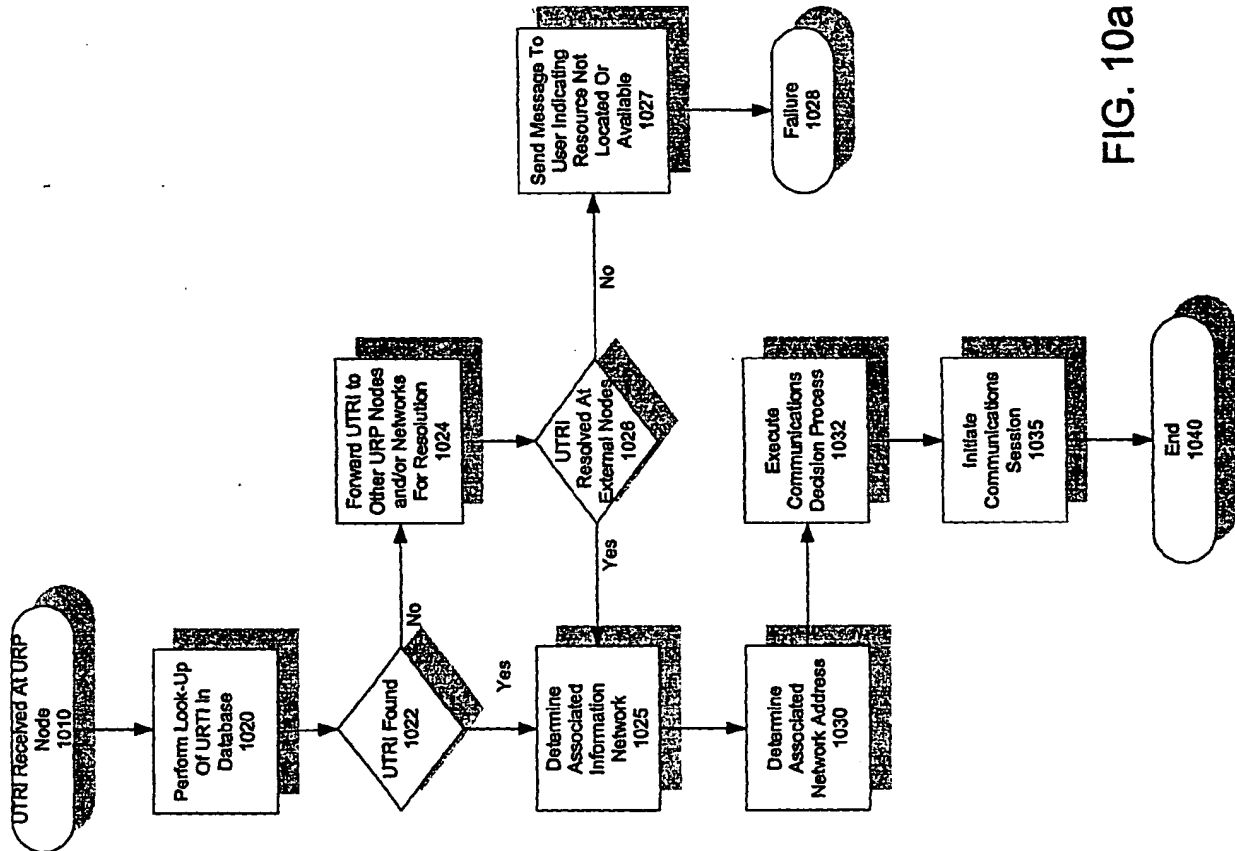 UTRI Received At URP
Node
1010
Perform Look-Up
Of URTI In
Database
1020
UTRI Found
1022
No
Yes
Forward UTRI to
Other URP Nodes
and/or Networks
For Resolution
1024
UTRI
Resolved At
External Nodes
1026
No
Yes
Send Message To
User Indicating
Resource Not
Located Or
Available
1027
Failure
1028
Determine
Associated
Information
Network
1025
Determine
Associated
Network Address
1030
Execute
Communications
Decision Process
1032
Initiate
Communications
Session
1035
End
1040
FIG. 10a